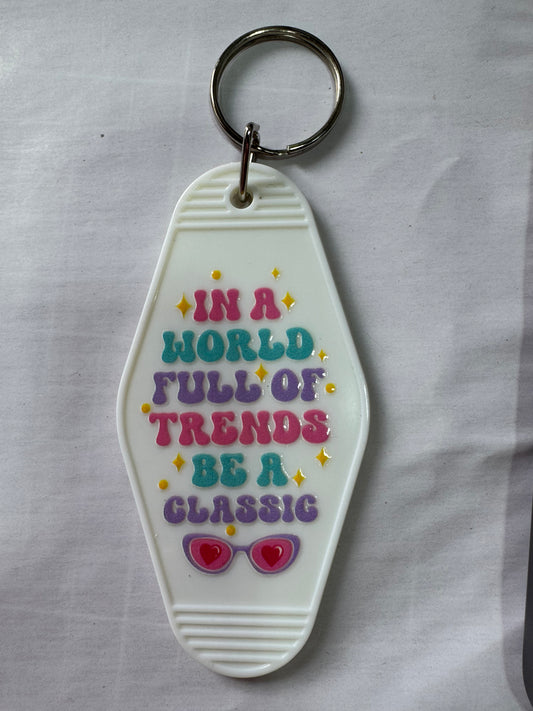 IN A
WORLD
FULL OF
TRENDS
BE A
CLASSIC